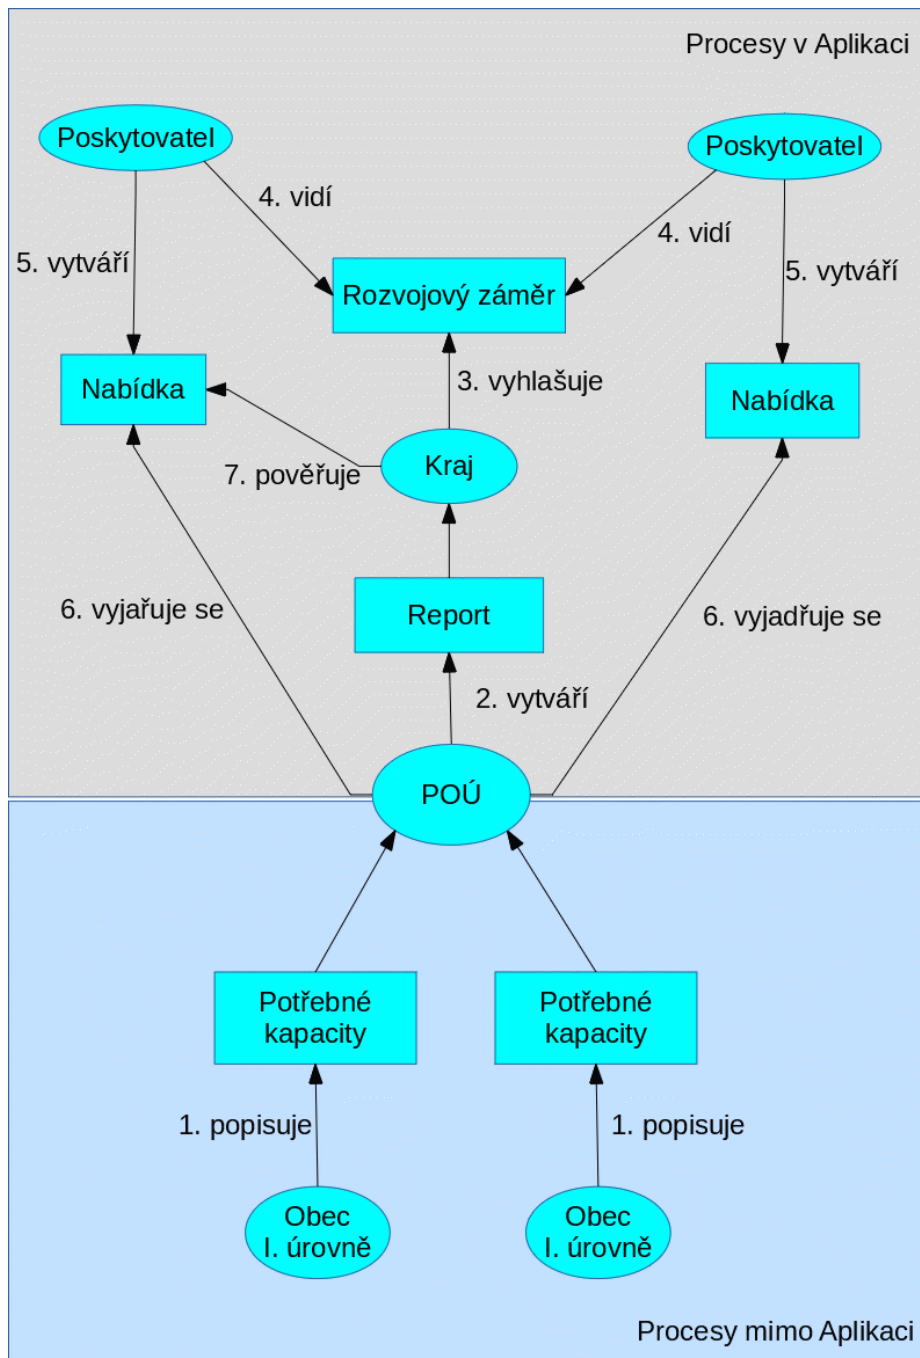 Procesy v Aplikaci
Poskytovatel
Poskytovatel
4. vidí
4. vidí
5. vytváří
5. vytváří
Rozvojový záměr
3. vyhlašuje
Nabídka
Nabídka
7. pověřuje
Kraj
6. vyjařuje se
Report
6. vyjadřuje se
2. vytváří
POÚ
Potřebné
kapacity
Potřebné
kapacity
1. popisuje
1. popisuje
Obec
I. úrovně
Obec
I. úrovně
Procesy mimo Aplikaci